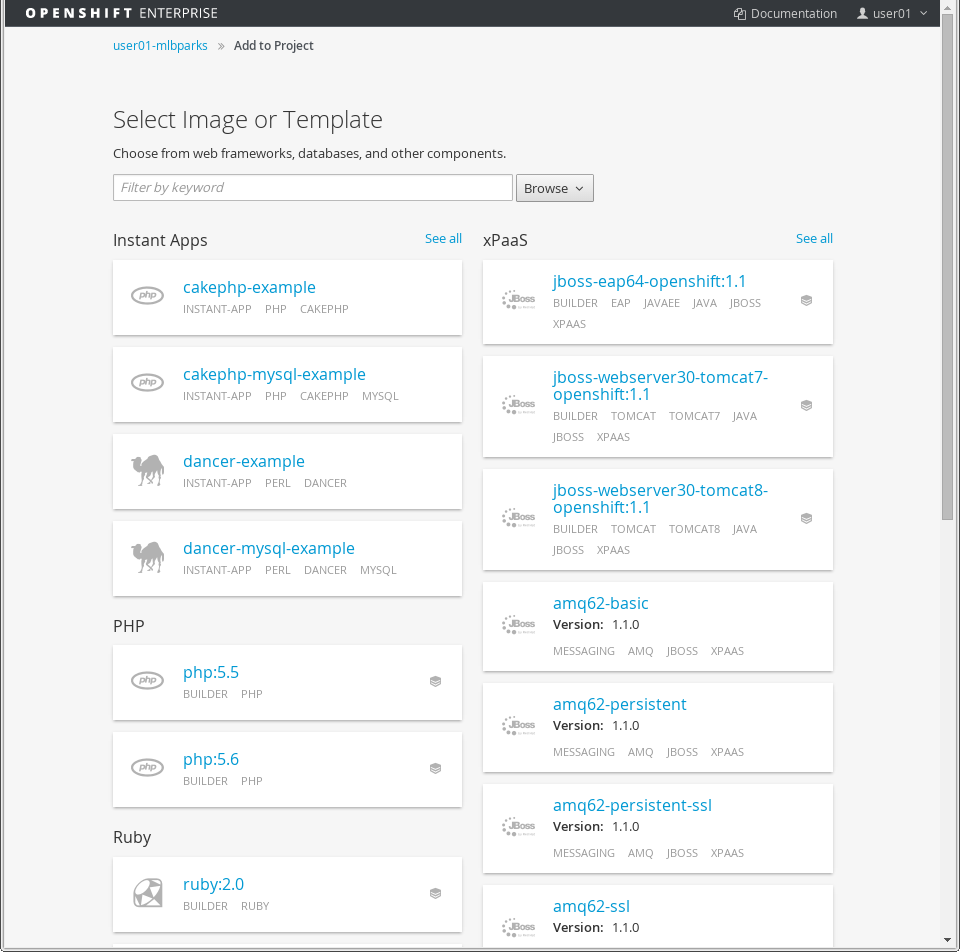 OPENSHIFT ENTERPRISE
Documentation
user01
user01-mlbparks » Add to Project
Select Image or Template
Choose from web frameworks, databases, and other components.
Filter by keyword
Browse
Instant Apps
See all
cakephp-example
INSTANT-APP PHP CAKEPHP
cakephp-mysql-example
INSTANT-APP PHP CAKEPHP MYSQL
dancer-example
INSTANT-APP PERL DANCER
dancer-mysql-example
INSTANT-APP PERL DANCER MYSQL
PHP
php
php:5.5
BUILDER PHP
php
php:5.6
BUILDER PHP
Ruby
ruby:2.0
BUILDER RUBY
xPaaS
See all
JBoss
jboss-eap64-openshift:1.1
BUILDER EAP JAVAEE JAVA JBOSS
XPAAS
JBoss
jboss-webserver30-tomcat7-
openshift:1.1
BUILDER TOMCAT TOMCAT7 JAVA
JBOSS XPAAS
JBoss
jboss-webserver30-tomcat8-
openshift:1.1
BUILDER TOMCAT TOMCAT8 JAVA
JBOSS XPAAS
JBoss
amq62-basic
Version: 1.1.0
MESSAGING AMQ JBOSS XPAAS
JBoss
amq62-persistent
Version: 1.1.0
MESSAGING AMQ JBOSS XPAAS
JBoss
amq62-persistent-ssl
Version: 1.1.0
MESSAGING AMQ JBOSS XPAAS
JBoss
amq62-ssl
Version: 1.1.0